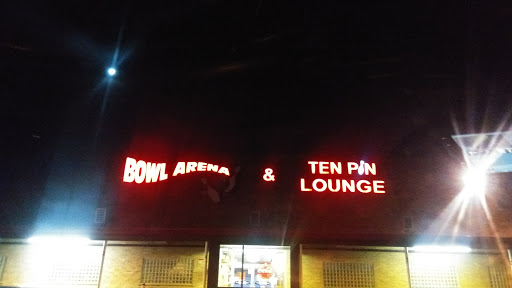 BOWL ARENA
&
TEN PIN
LOUNGE